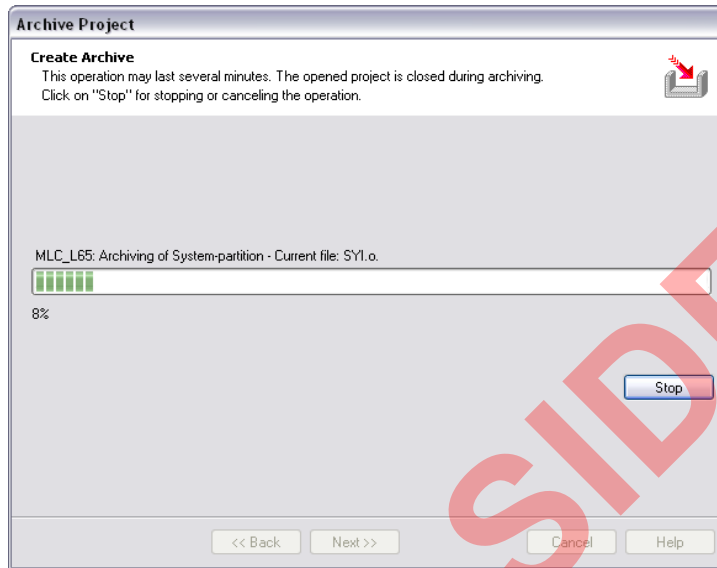 Archive Project
Create Archive
This operation may last several minutes. The opened project is closed during archiving.
Click on "Stop" for stopping or canceling the operation.
MLC_L65: Archiving of System-partition - Current file: SYI.o.
8%
Stop
<< Back
Next >>
Cancel
Help